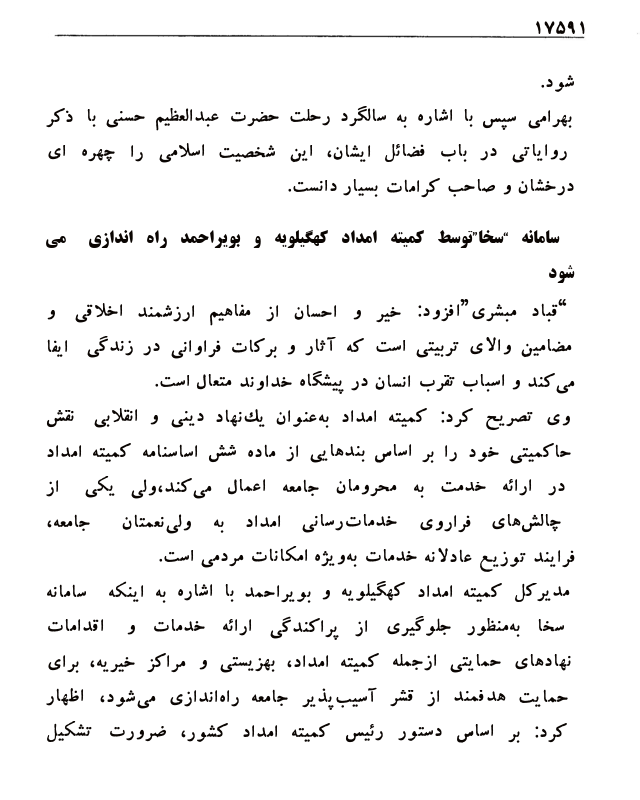 ۱۷۵۹۱
شود.
بهرامی سپس با اشاره به سالگرد رحلت حضرت عبدالعظیم حسنی با ذکر
روایاتی در باب فضائل ایشان، این شخصیت اسلامی را چهره ای
درخشان و صاحب کرامات بسیار دانست.
سامانه "سخا"توسط کمیته امداد کهگیلویه و بویراحمد راه اندازی می
شود
"قباد مبشری"افزود: خیر و احسان از مفاهیم ارزشمند اخلاقی و
مضامین والای تربیتی است که آثار و برکات فراوانی در زندگی ایفا
می‌کند و اسباب تقرب انسان در پیشگاه خداوند متعال است.
وی تصریح کرد: کمیته امداد به‌عنوان یك‌نهاد دینی و انقلابی نقش
حاکمیتی خود را بر اساس بندهایی از ماده شش اساسنامه کمیته امداد
در ارائه خدمت به محرومان جامعه اعمال می‌کند،ولی یکی از
چالش‌های فراروی خدمات‌رسانی امداد به ولی‌نعمتان جامعه،
فرایند توزیع عادلانه خدمات به‌ویژه امکانات مردمی است.
مدیرکل کمیته امداد کهگیلویه و بویراحمد با اشاره به اینکه سامانه
سخا به‌منظور جلوگیری از پراکندگی ارائه خدمات و اقدامات
نهادهای حمایتی ازجمله کمیته امداد، بهزیستی و مراکز خیریه، برای
حمایت هدفمند از قشر آسیب‌پذیر جامعه راه‌اندازی می‌شود، اظهار
کرد: بر اساس دستور رئیس کمیته امداد کشور، ضرورت تشکیل